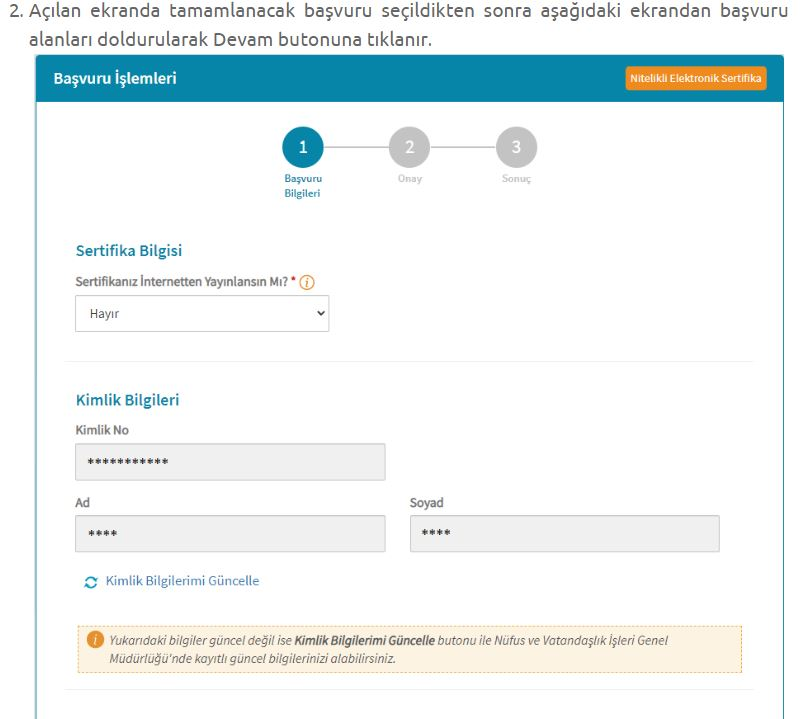 2. Açılan ekranda tamamlanacak başvuru seçildikten sonra aşağıdaki ekrandan başvuru
alanları doldurularak Devam butonuna tıklanır.
Başvuru İşlemleri
Nitelikli Elektronik Sertifika
1
2
3
Başvuru
Bilgileri
Onay
Sonuç
Sertifika Bilgisi
Sertifikanız İnternetten Yayınlansın Mı? * i
Hayır
Kimlik Bilgileri
Kimlik No
***********
Ad
Soyad
****
****
Kimlik Bilgilerimi Güncelle
i Yukarıdaki bilgiler güncel değil ise Kimlik Bilgilerimi Güncelle butonu ile Nüfus ve Vatandaşlık İşleri Genel
Müdürlüğü'nde kayıtlı güncel bilgilerinizi alabilirsiniz.